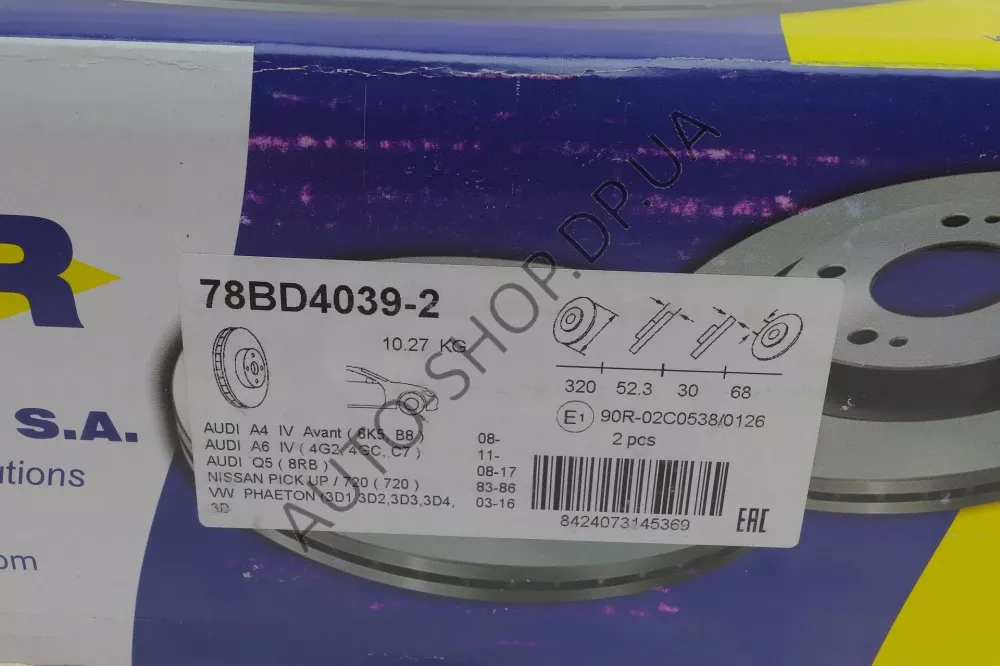 R
S.A.
utions
om
78BD4039-2
10.27 KG
320 52.3 30 68
E1 90R-02C0538/0126
2 pcs
AUDI A4 IV Avant ( 8K5, B8 ) 08-
AUDI A6 IV ( 4G2, 4GC, C7 ) 11-
AUDI Q5 ( 8RB ) 08-17
NISSAN PICK UP / 720 ( 720 ) 83-86
VW PHAETON (3D1,3D2,3D3,3D4, 03-16
3D
8424073145369
EAC
AUTO-SHOP.DP.UA